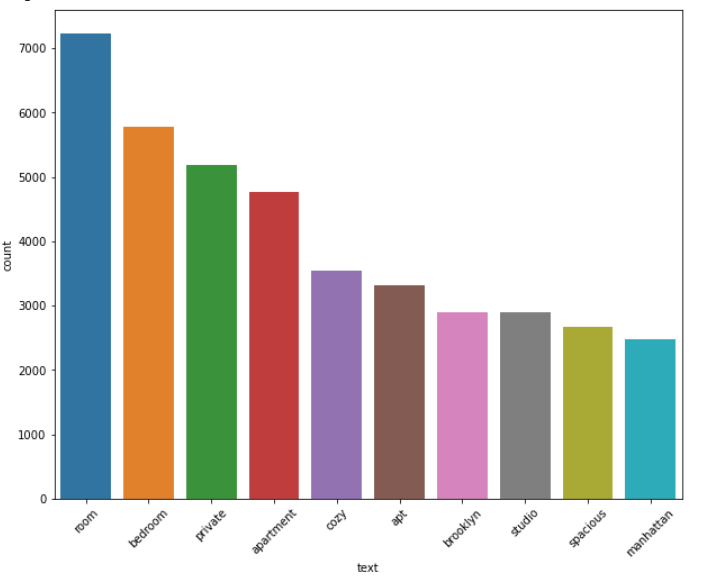 7000
6000
5000
4000
3000
2000
1000
0
count
room
bedroom
private
apartment
cozy
apt
brooklyn
studio
spacious
manhattan
text